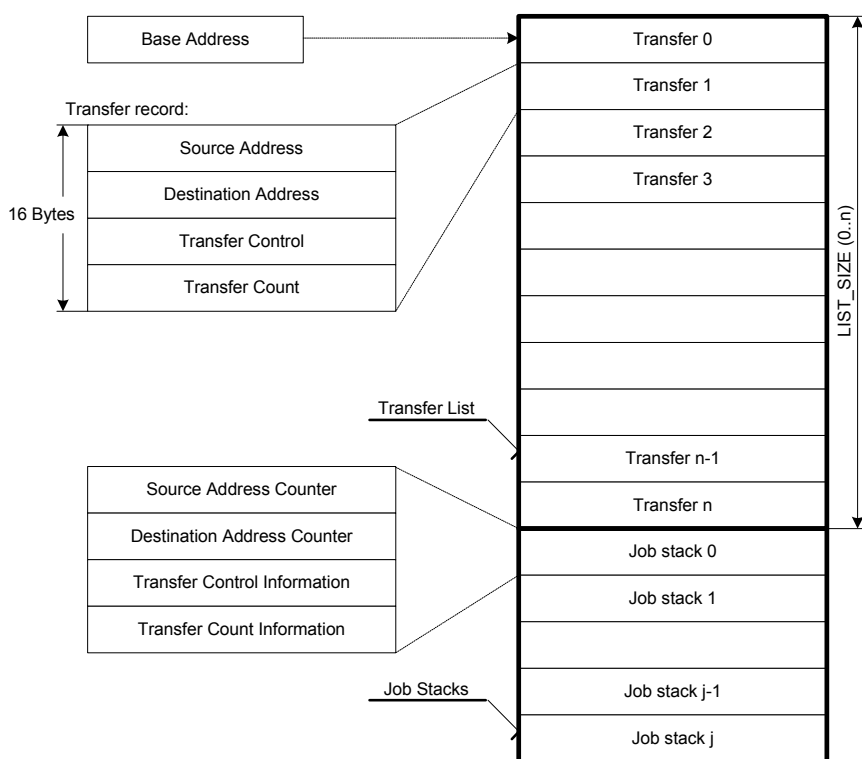 Base Address
Transfer record:
Source Address
Destination Address
Transfer Control
Transfer Count
16 Bytes
Transfer 0
Transfer 1
Transfer 2
Transfer 3
Transfer n-1
Transfer n
LIST_SIZE (0..n)
Transfer List
Source Address Counter
Destination Address Counter
Transfer Control Information
Transfer Count Information
Job stack 0
Job stack 1
Job stack j-1
Job stack j
Job Stacks